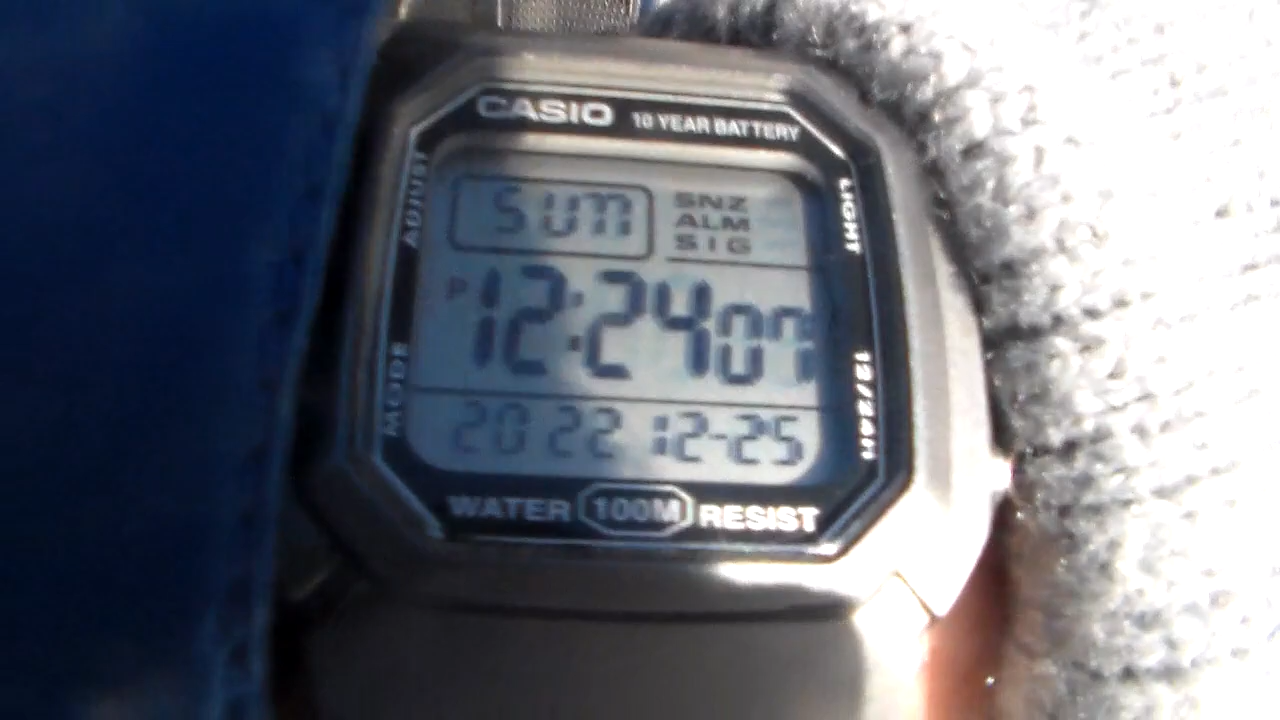 CASIO 10 YEAR BATTERY
ADJUST
LIGHT
SUN
SNZ
ALM
SIG
P 12:24 07
MODE
12/24H
2022 12-25
WATER 100M RESIST